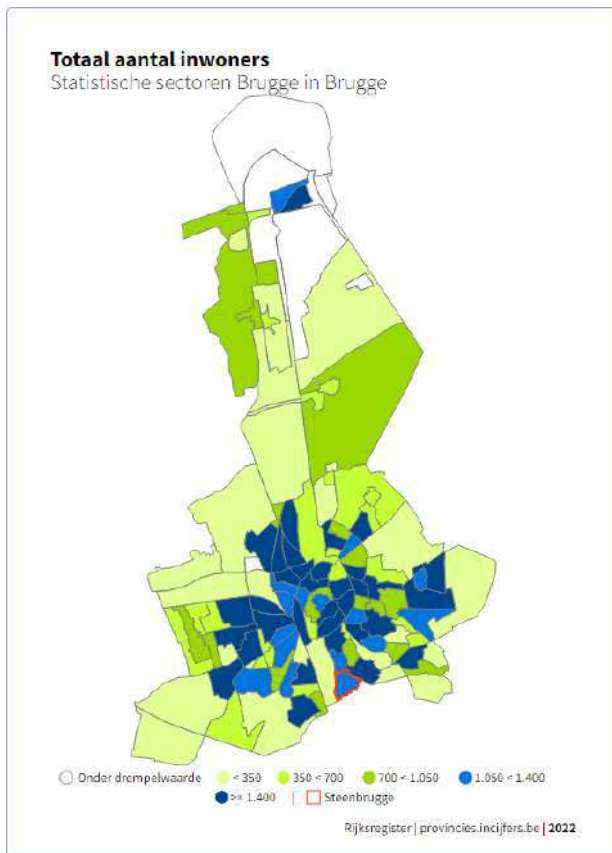 Totaal aantal inwoners
Statistische sectoren Brugge in Brugge
Onder drempelwaarde < 350 350 < 700 700 < 1.050 1.050 < 1.400
>= 1.400 | Steenbrugge
Rijksregister | provincies.incijfers.be | 2022